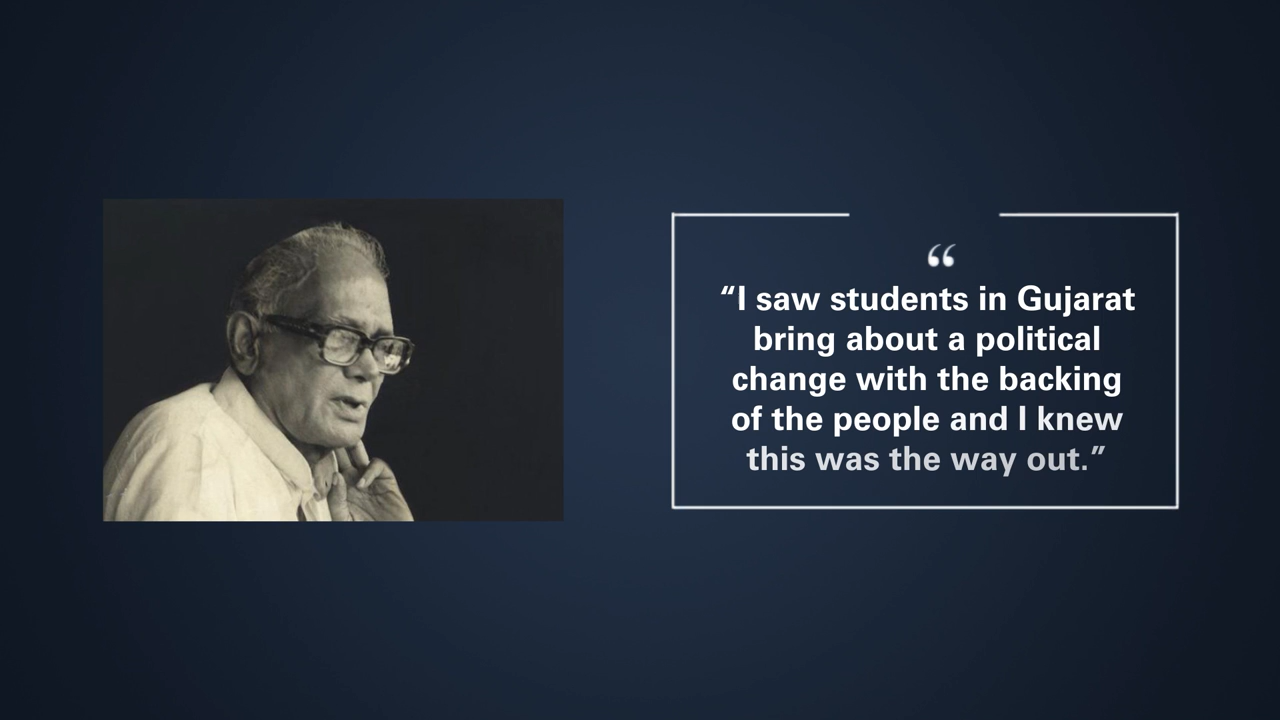 “
“I saw students in Gujarat
bring about a political
change with the backing
of the people and I knew
this was the way out.”